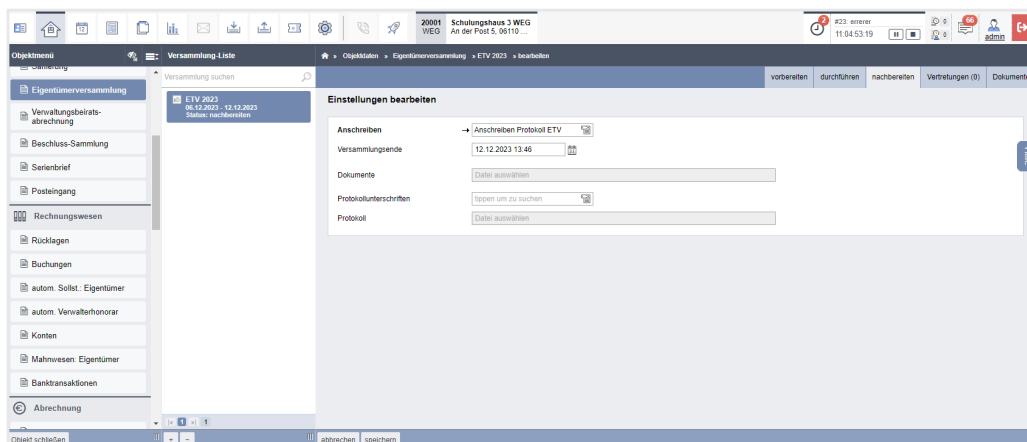 20001
WEG
Schulungshaus 3 WEG
An der Post 5, 06110 ...
2
#23: errerer
11:04:53:19
0
0
66
admin
Objektmenü
Versammlung-Liste
» Objektdaten » Eigentümerversammlung » ETV 2023 » bearbeiten
Sanierung
Eigentümerversammlung
Verwaltungsbeirats-
abrechnung
Beschluss-Sammlung
Serienbrief
Posteingang
Rechnungswesen
Rücklagen
Buchungen
autom. Sollst.: Eigentümer
autom. Verwalterhonorar
Konten
Mahnwesen: Eigentümer
Banktransaktionen
Abrechnung
Objekt schließen
Versammlung suchen
ETV 2023
06.12.2023 - 12.12.2023
Status: nachbereiten
1 1
+ -
vorbereiten durchführen nachbereiten Vertretungen (0) Dokumente
Einstellungen bearbeiten
Anschreiben → Anschreiben Protokoll ETV
Versammlungsende 12.12.2023 13:46
Dokumente Datei auswählen
Protokollunterschriften tippen um zu suchen
Protokoll Datei auswählen
abbrechen speichern